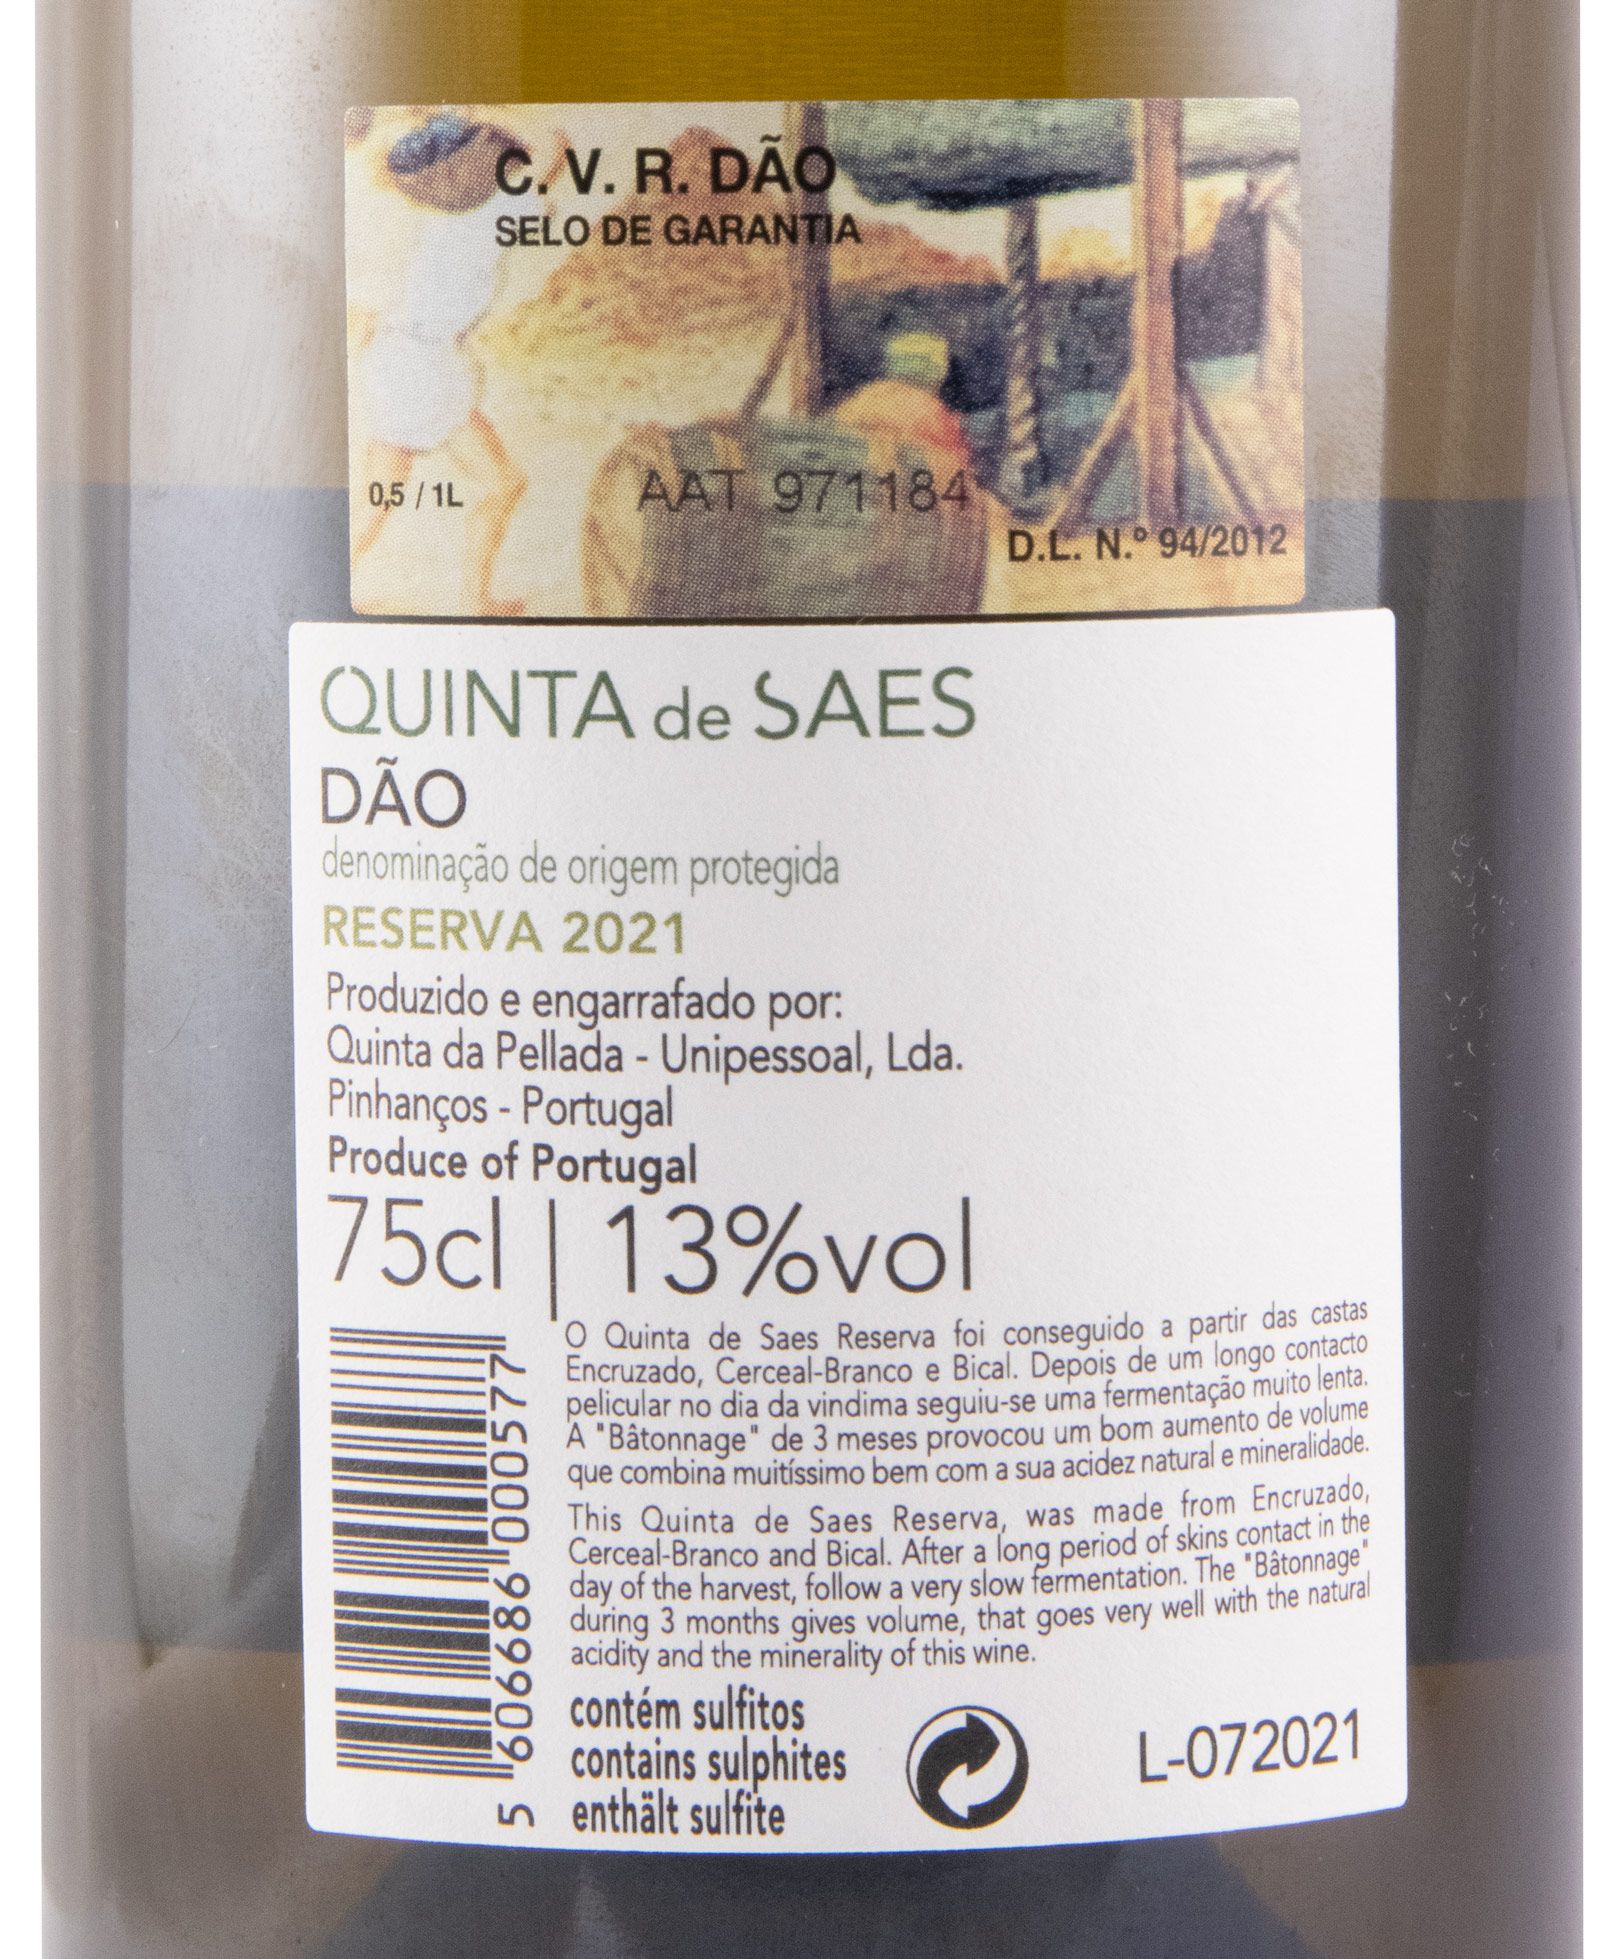 C. V. R. DÃO
SELO DE GARANTIA
0,5 / 1L
AAT 971184
D.L. N.º 94/2012
QUINTA de SAES
DÃO
denominação de origem protegida
RESERVA 2021
Produzido e engarrafado por:
Quinta da Pellada - Unipessoal, Lda.
Pinhanços - Portugal
Produce of Portugal
75cl | 13%vol
O Quinta de Saes Reserva foi conseguido a partir das castas
Encruzado, Cerceal-Branco e Bical. Depois de um longo contacto
pelicular no dia da vindima seguiu-se uma fermentação muito lenta.
A "Bâtonnage" de 3 meses provocou um bom aumento de volume
que combina muitíssimo bem com a sua acidez natural e mineralidade.
This Quinta de Saes Reserva, was made from Encruzado,
Cerceal-Branco and Bical. After a long period of skins contact in the
day of the harvest, follow a very slow fermentation. The "Bâtonnage"
during 3 months gives volume, that goes very well with the natural
acidity and the minerality of this wine.
5 606986 000577
contém sulfitos
contains sulphites
enthält sulfite
L-072021